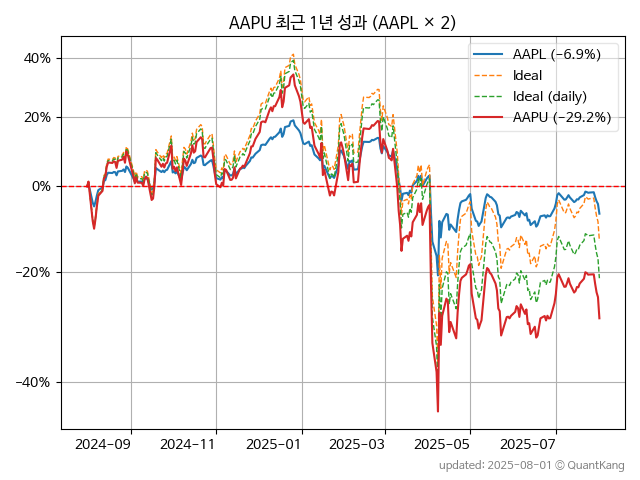 AAPU 최근 1년 성과 (AAPL × 2)
40%
20%
0%
−20%
−40%
AAPL (−6.9%)
Ideal
Ideal (daily)
AAPU (−29.2%)
2024−09
2024−11
2025−01
2025−03
2025−05
2025−07
updated: 2025-08-01 © QuantKang